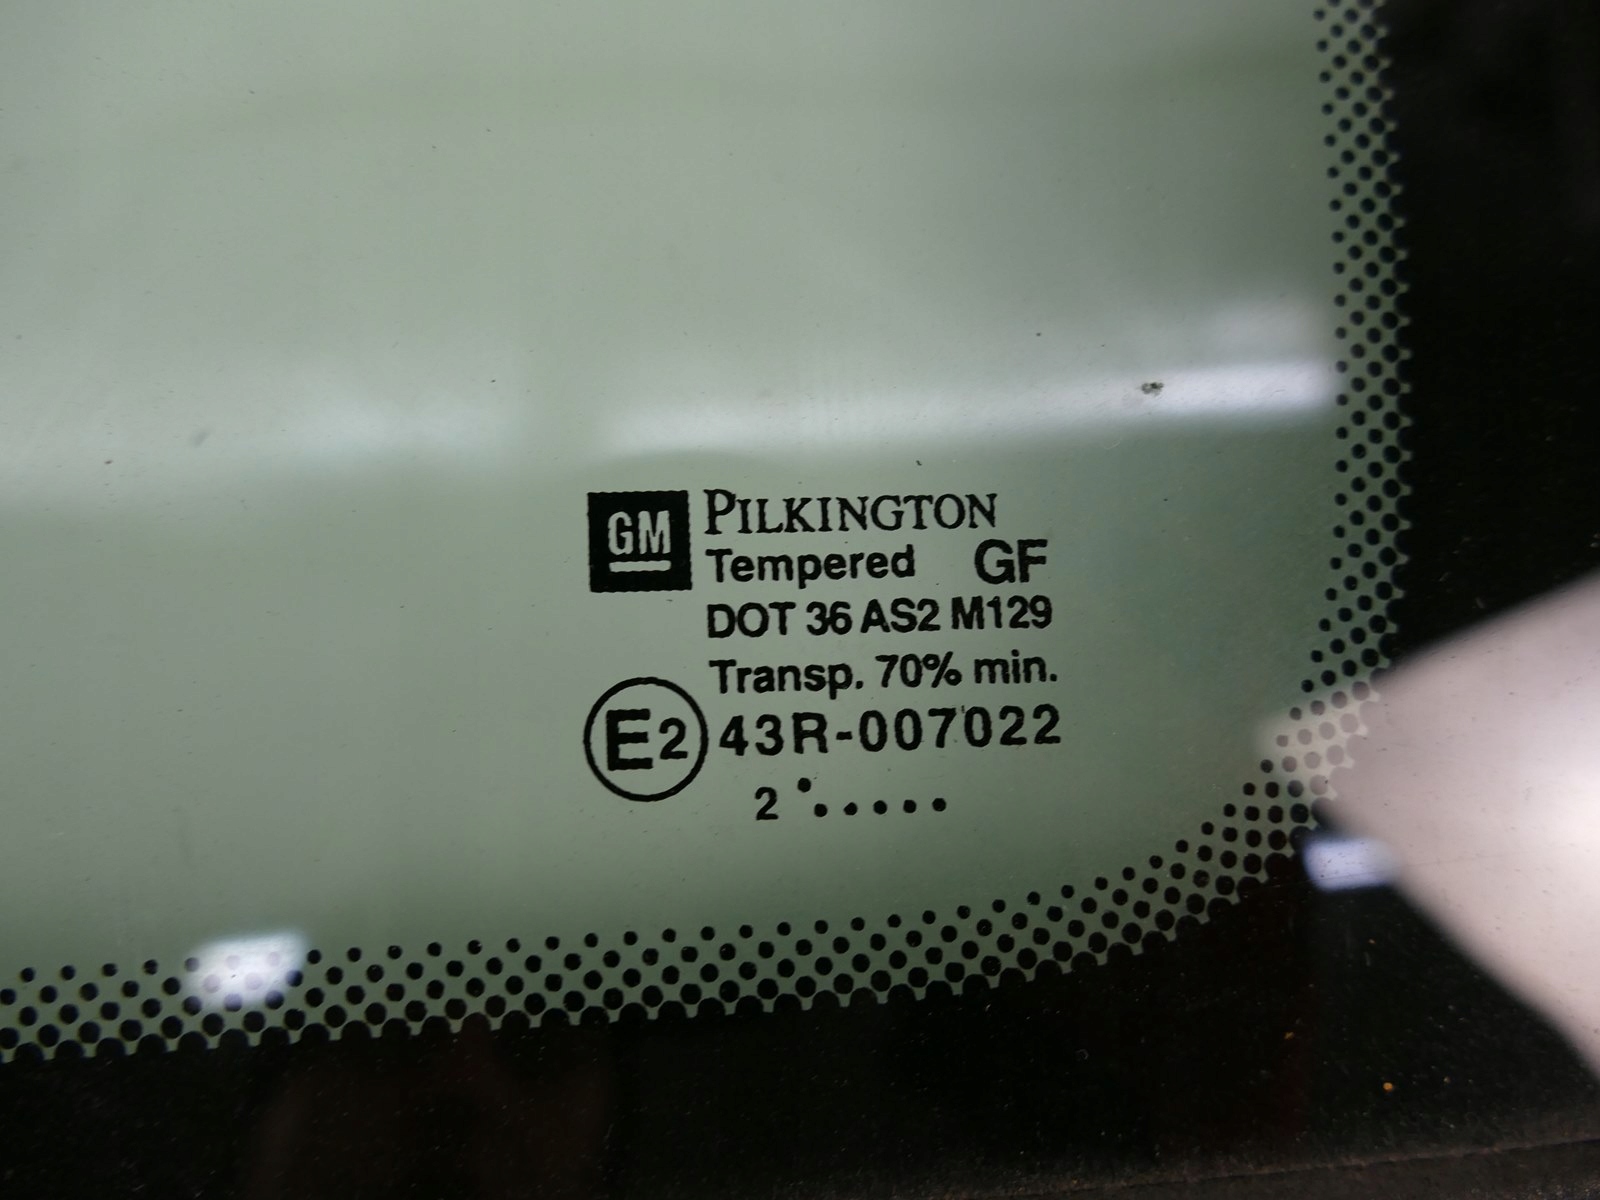 GM PILKINGTON
Tempered GF
DOT 36 AS2 M129
Transp. 70% min.
E2 43R-007022
2 . . . . . .